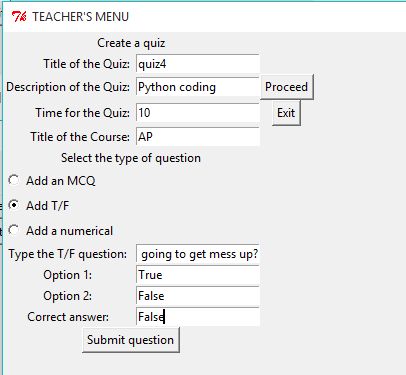 TEACHER'S MENU
Create a quiz
Title of the Quiz: quiz4
Description of the Quiz: Python coding Proceed
Time for the Quiz: 10 Exit
Title of the Course: AP
Select the type of question
Add an MCQ
Add T/F
Add a numerical
Type the T/F question: going to get mess up?
Option 1: True
Option 2: False
Correct answer: False
Submit question